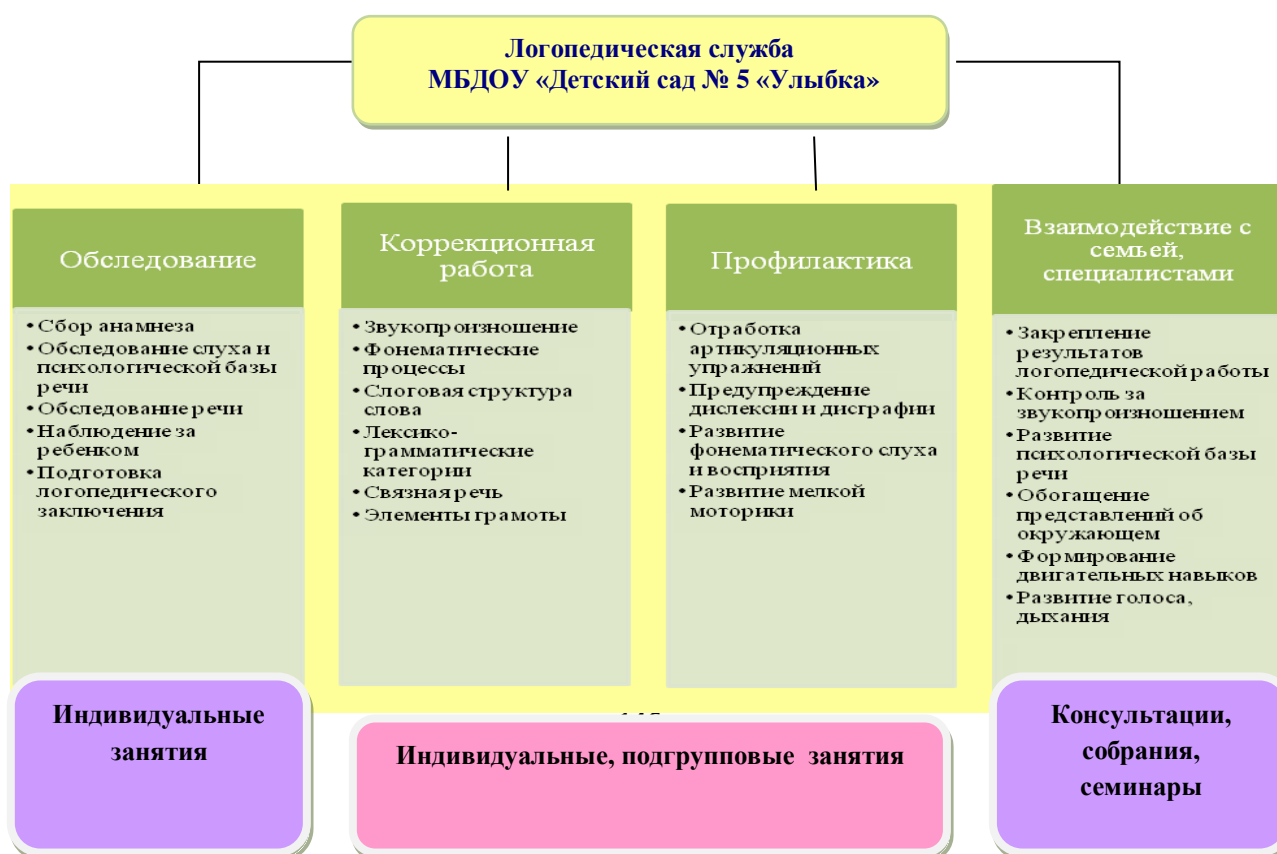 Логопедическая служба
МБДОУ «Детский сад № 5 «Улыбка»
Обследование
• Сбор анамнеза
• Обследование слуха и
психологической базы
речи
• Обследование речи
• Наблюдение за
ребенком
• Подготовка
логопедического
заключения
Коррекционная
работа
• Звукопроизношение
• Фонематические
процессы
• Слоговая структура
слова
• Лексико-
грамматические
категории
• Связная речь
• Элементы грамоты
Профилактика
• Отработка
артикуляционных
упражнений
• Предупреждение
дислексии и дисграфии
• Развитие
фонематического слуха
и восприятия
• Развитие мелкой
моторики
Взаимодействие с
семьей,
специалистами
• Закрепление
результатов
логопедической работы
• Контроль за
звукопроизношением
• Развитие
психологической базы
речи
• Обогащение
представлений об
окружающем
• Формирование
двигательных навыков
• Развитие голоса,
дыхания
Индивидуальные
занятия
Индивидуальные, подгрупповые занятия
Консультации,
собрания,
семинары